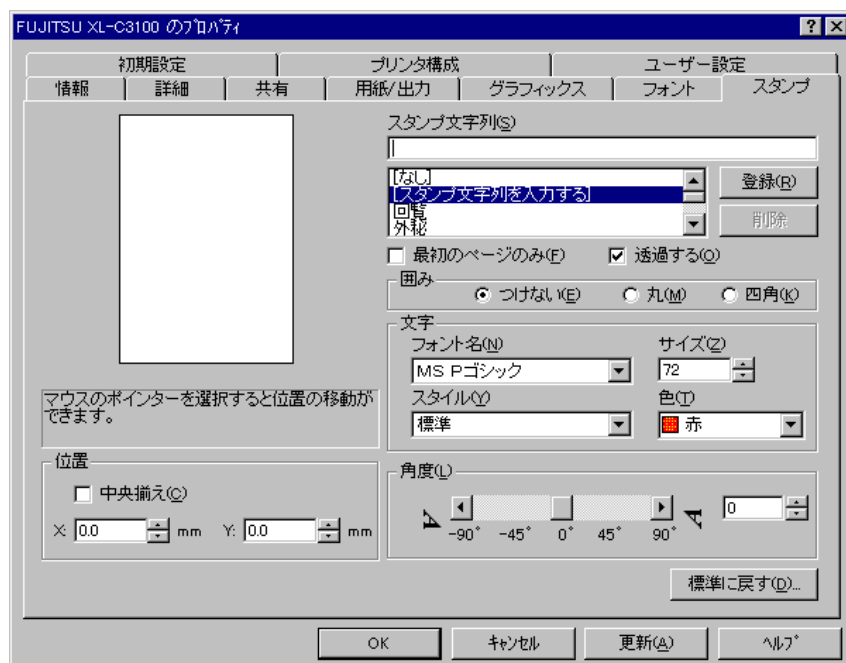 FUJITSU XL-C3100 のﾌﾟﾛﾊﾟﾃｨ
初期設定 プリンタ構成 ユーザー設定
情報 詳細 共有 用紙/出力 グラフィックス フォント スタンプ
スタンプ文字列(S)
[なし]
[スタンプ文字列を入力する]
回覧
外秘
登録(R)
削除
最初のページのみ(F) 透過する(O)
囲み
つけない(E) 丸(M) 四角(K)
文字
フォント名(N) サイズ(Z)
MS Pゴシック 72
スタイル(Y) 色(T)
標準 赤
マウスのポインターを選択すると位置の移動が
できます。
位置
中央揃え(C)
X: 0.0 mm Y: 0.0 mm
角度(L)
-90° -45° 0° 45° 90°
0
標準に戻す(D)...
OK ｷｬﾝｾﾙ 更新(A) ﾍﾙﾌﾟ